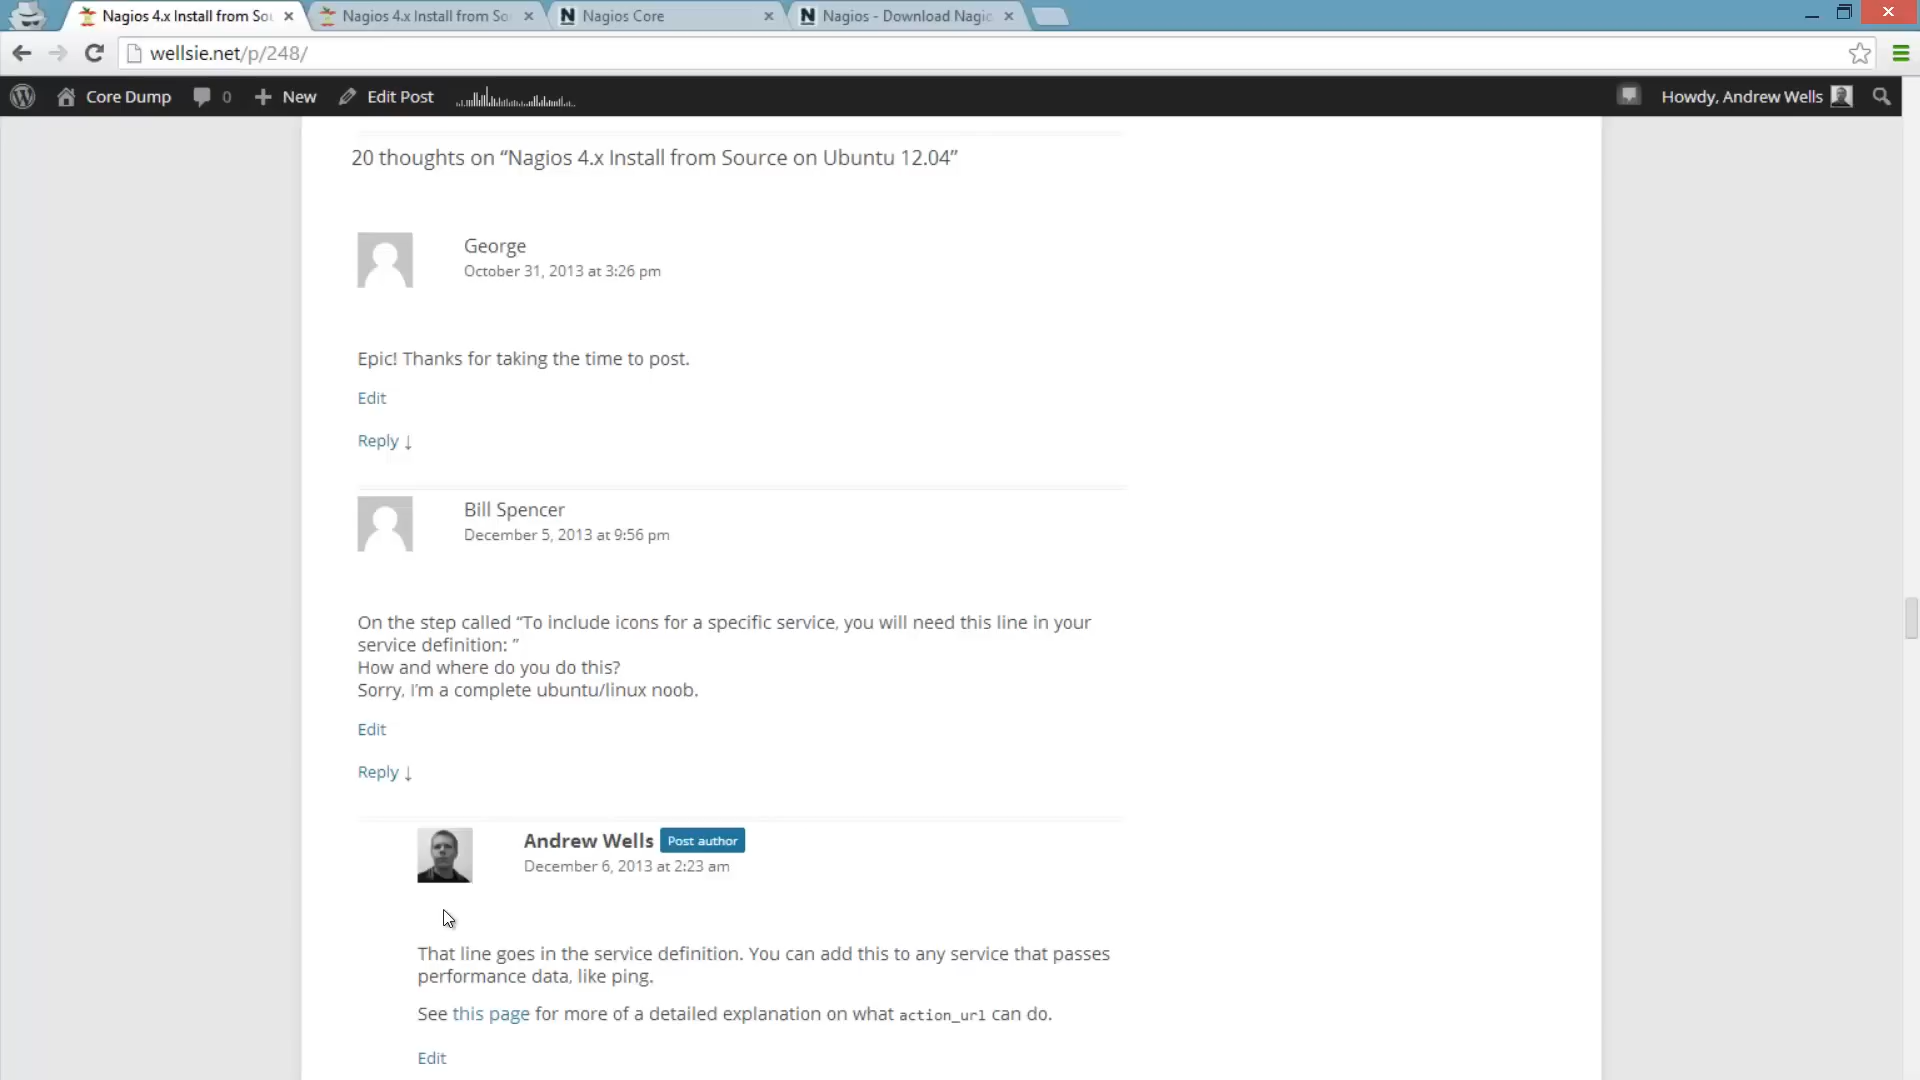 Nagios 4.x Install from Sou
Nagios 4.x Install from So
Nagios Core
Nagios - Download Nagio
wellsie.net/p/248/
Core Dump
0
New
Edit Post
Howdy, Andrew Wells
20 thoughts on “Nagios 4.x Install from Source on Ubuntu 12.04”
George
October 31, 2013 at 3:26 pm
Epic! Thanks for taking the time to post.
Edit
Reply ↓
Bill Spencer
December 5, 2013 at 9:56 pm
On the step called “To include icons for a specific service, you will need this line in your
service definition: ”
How and where do you do this?
Sorry, I’m a complete ubuntu/linux noob.
Edit
Reply ↓
Andrew Wells Post author
December 6, 2013 at 2:23 am
That line goes in the service definition. You can add this to any service that passes
performance data, like ping.
See this page for more of a detailed explanation on what action_url can do.
Edit